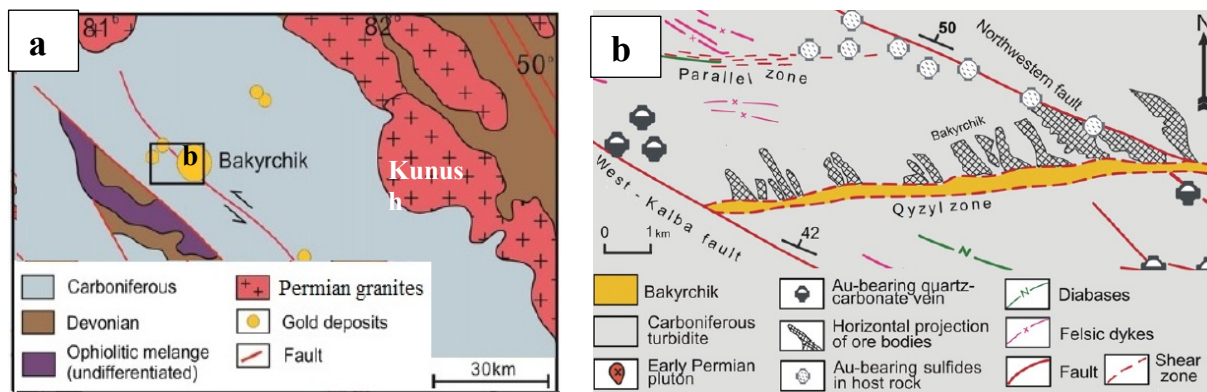 a
81°
82°
50°
b
Bakyrchik
Kunus
h
Carboniferous
Devonian
Ophiolitic melange
(undifferentiated)
Permian granites
Gold deposits
Fault
30km
b
50
Northwestern fault
N
Parallel zone
Bakyrchik
West - Kalba fault
Qyzyl zone
0 1km
42
N
Bakyrchik
Carboniferous
turbidite
Early Permian
pluton
Au-bearing quartz-
carbonate vein
Horizontal projection
of ore bodies
Au-bearing sulfides
in host rock
N
Diabases
Felsic dykes
Fault
Shear
zone